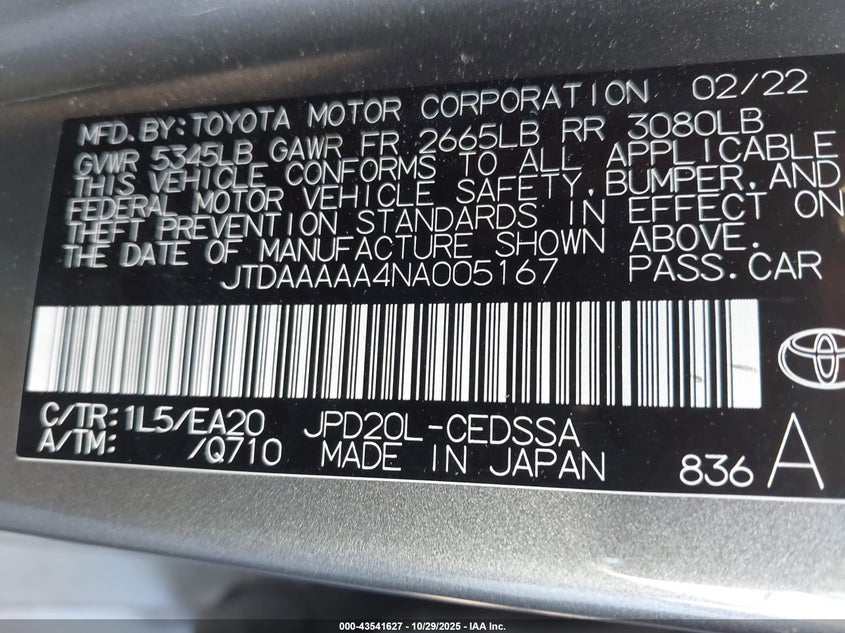 MFD.BY:TOYOTA MOTOR CORPORATION 02/22
GVWR 5345LB GAWR FR 2665LB RR 3080LB
THIS VEHICLE CONFORMS TO ALL APPLICABLE
FEDERAL MOTOR VEHICLE SAFETY,BUMPER,AND
THEFT PREVENTION STANDARDS IN EFFECT ON
THE DATE OF MANUFACTURE SHOWN ABOVE.
JTDAAAAA4NA005167 PASS.CAR
C/TR:1L5/EA20 JPD20L-CEDSSA
A/TM: /Q710 MADE IN JAPAN 836 A
000-43541627 - 10/29/2025 - IAA Inc.